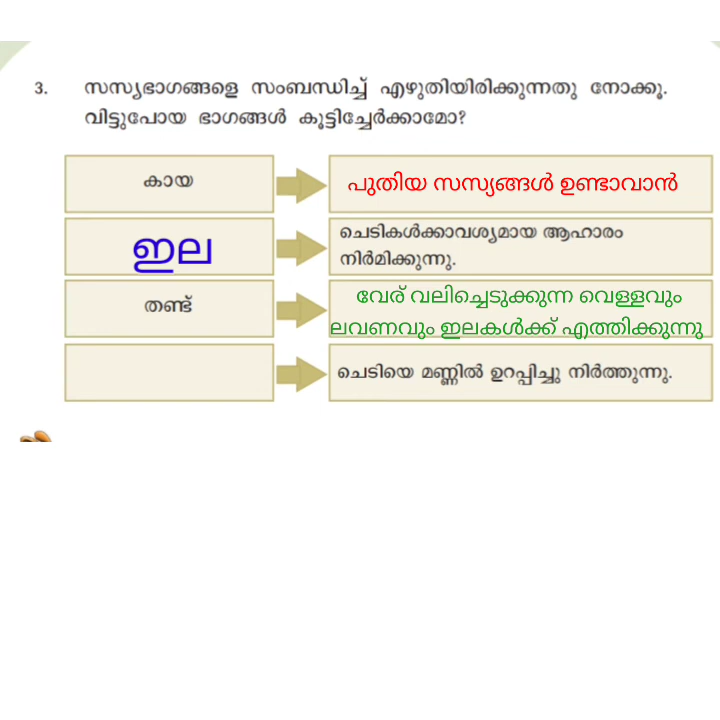 3. സസ്യഭാഗങ്ങളെ സംബന്ധിച്ച് എഴുതിയിരിക്കുന്നതു നോക്കൂ.
വിട്ടുപോയ ഭാഗങ്ങൾ കൂട്ടിച്ചേർക്കാമോ?
കായ
പുതിയ സസ്യങ്ങൾ ഉണ്ടാവാൻ
ഇല
ചെടികൾക്കാവശ്യമായ ആഹാരം
നിർമിക്കുന്നു.
തണ്ട്
വേര് വലിച്ചെടുക്കുന്ന വെള്ളവും
ലവണവും ഇലകൾക്ക് എത്തിക്കുന്നു
ചെടിയെ മണ്ണിൽ ഉറപ്പിച്ചു നിർത്തുന്നു.